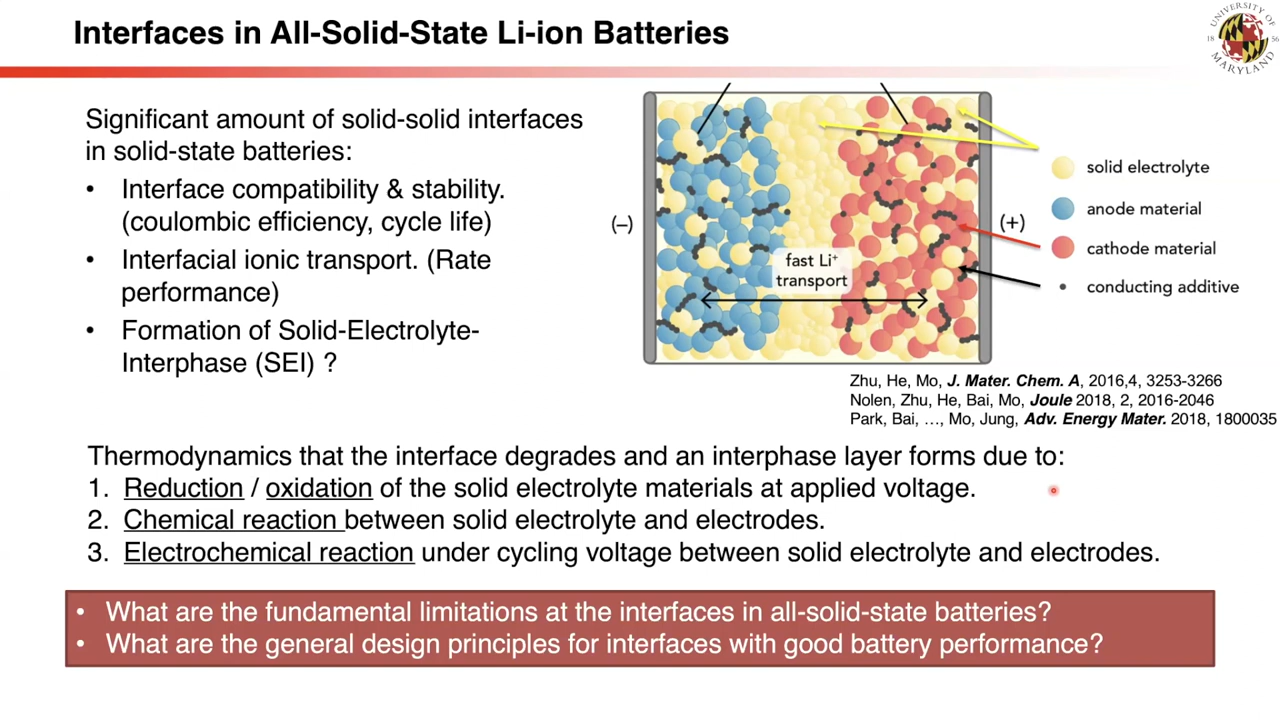 Interfaces in All-Solid-State Li-ion Batteries
UNIVERSITY OF
18 56
MARYLAND
Significant amount of solid-solid interfaces
in solid-state batteries:
• Interface compatibility & stability.
(coulombic efficiency, cycle life)
• Interfacial ionic transport. (Rate
performance)
• Formation of Solid-Electrolyte-
Interphase (SEI) ?
(–)
fast Li⁺
transport
(+)
solid electrolyte
anode material
cathode material
conducting additive
Zhu, He, Mo, J. Mater. Chem. A, 2016,4, 3253-3266
Nolen, Zhu, He, Bai, Mo, Joule 2018, 2, 2016-2046
Park, Bai, …, Mo, Jung, Adv. Energy Mater. 2018, 1800035
Thermodynamics that the interface degrades and an interphase layer forms due to:
1. Reduction / oxidation of the solid electrolyte materials at applied voltage.
2. Chemical reaction between solid electrolyte and electrodes.
3. Electrochemical reaction under cycling voltage between solid electrolyte and electrodes.
• What are the fundamental limitations at the interfaces in all-solid-state batteries?
• What are the general design principles for interfaces with good battery performance?